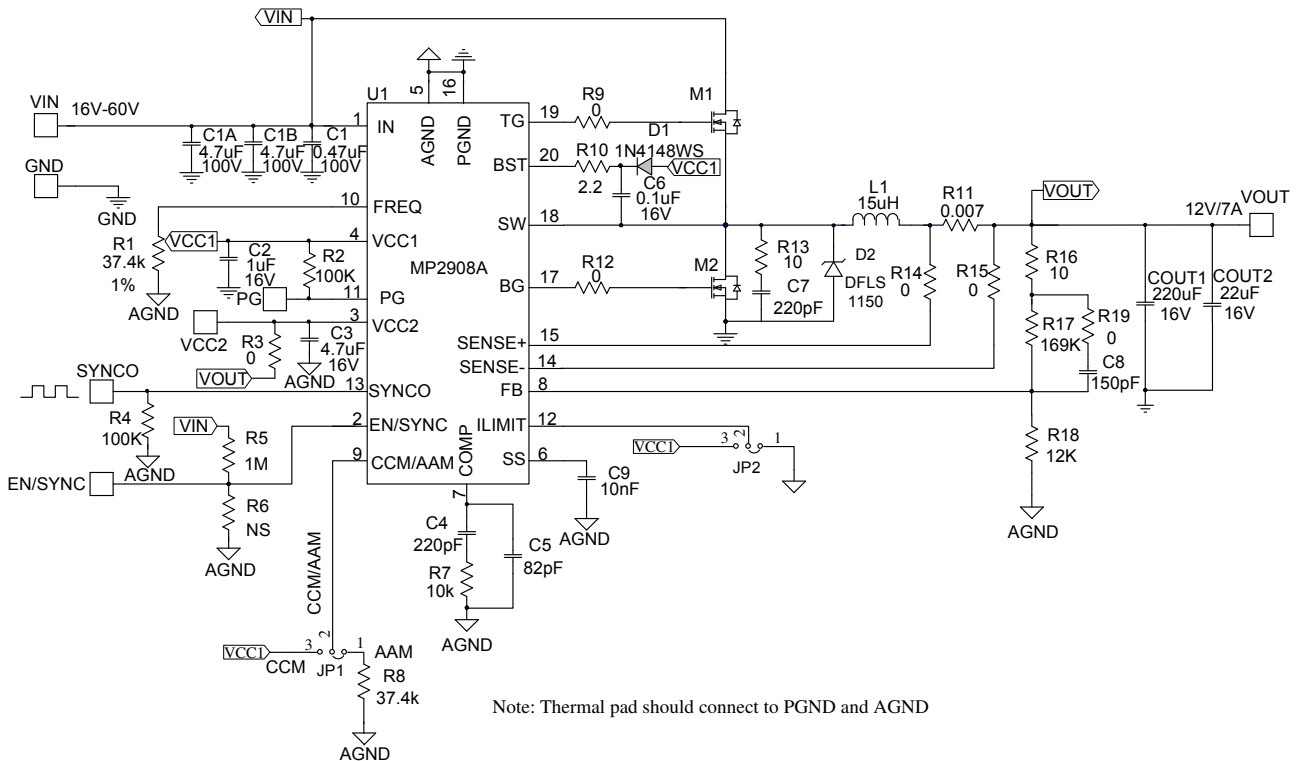 VIN
VIN 16V-60V
GND
GND
C1A
4.7uF
100V
C1B
4.7uF
100V
C1
0.47uF
100V
U1
MP2908A
5
AGND
16
PGND
1
IN
10
FREQ
4
VCC1
11
PG
3
VCC2
13
SYNCO
2
EN/SYNC
9
CCM/AAM
7
COMP
19
TG
20
BST
18
SW
17
BG
15
SENSE+
14
SENSE-
8
FB
12
ILIMIT
6
SS
R1
37.4k
1%
AGND
VCC1
C2
1uF
16V
R2
100K
PG
VCC2
R3
0
VOUT
C3
4.7uF
16V
AGND
SYNCO
R4
100K
AGND
VIN
R5
1M
EN/SYNC
R6
NS
AGND
CCM/AAM
VCC1
3
2
1
CCM
JP1
AAM
R8
37.4k
AGND
C4
220pF
R7
10k
C5
82pF
AGND
R9
0
M1
R10
2.2
D1
1N4148WS
VCC1
C6
0.1uF
16V
R12
0
M2
R13
10
C7
220pF
D2
DFLS
1150
L1
15uH
R14
0
R11
0.007
R15
0
VOUT
VOUT
12V/7A
R16
10
R17
169K
R19
0
C8
150pF
R18
12K
AGND
COUT1
220uF
16V
COUT2
22uF
16V
VCC1
3
2
1
JP2
C9
10nF
AGND
Note: Thermal pad should connect to PGND and AGND